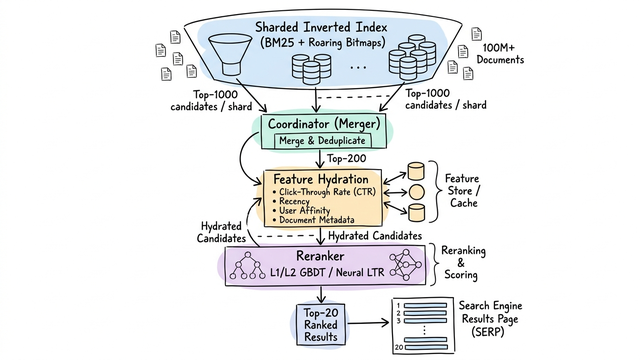 Sharded Inverted Index
(BM25 + Roaring Bitmaps)
...
100M+
Documents
Top-1000
candidates / shard
Top-1000
candidates / shard
Coordinator (Merger)
Merge & Deduplicate
Top-200
Feature Hydration
• Click-Through Rate (CTR)
• Recency
• User Affinity
• Document Metadata
Feature
Store /
Cache
Hydrated
Candidates
Hydrated Candidates
Reranker
L1/L2 GBDT / Neural LTR
Reranking
&
Scoring
Top-20
Ranked
Results
1
2
3
20
Search Engine
Results Page
(SERP)